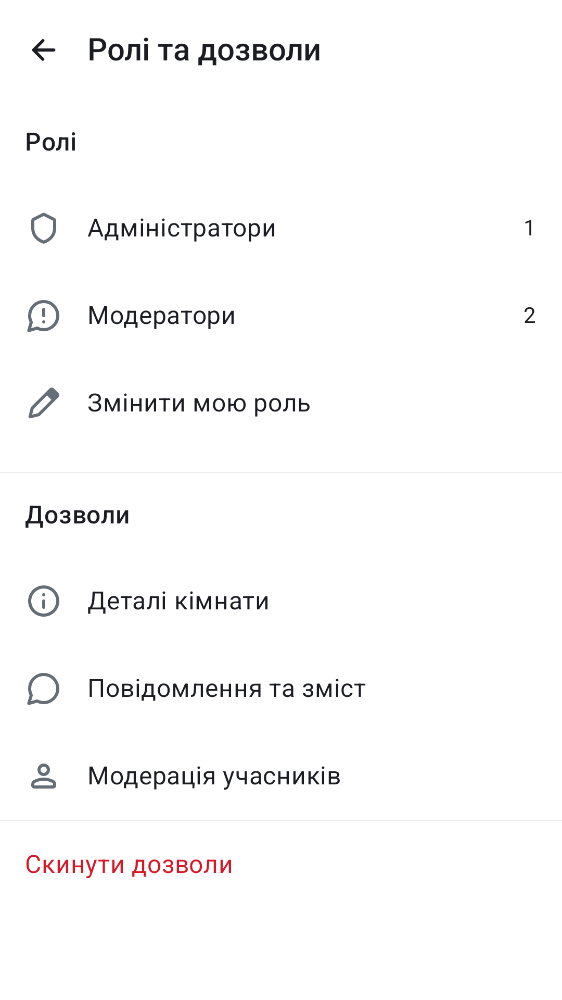 Ролі та дозволи
Ролі
Адміністратори 1
Модератори 2
Змінити мою роль
Дозволи
Деталі кімнати
Повідомлення та зміст
Модерація учасників
Скинути дозволи